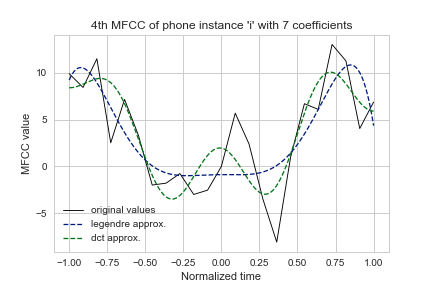 4th MFCC of phone instance 'i' with 7 coefficients
MFCC value
10
5
0
−5
original values
legendre approx.
dct approx.
−1.00 −0.75 −0.50 −0.25 0.00 0.25 0.50 0.75 1.00
Normalized time